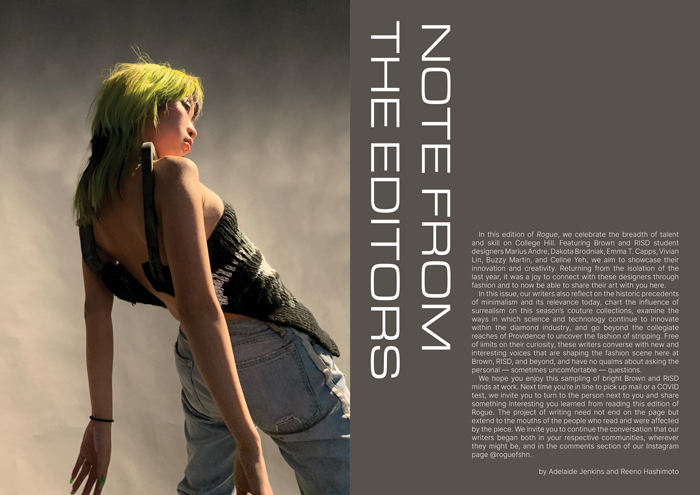 NOTE FROM
THE EDITORS
In this edition of Rogue, we celebrate the breadth of talent
and skill on College Hill. Featuring Brown and RISD student
designers Marius Andre, Dakota Brodniak, Emma T. Capps, Vivian
Lin, Buzzy Martin, and Celine Yeh, we aim to showcase their
innovation and creativity. Returning from the isolation of the
last year, it was a joy to connect with these designers through
fashion and to now be able to share their art with you here.
In this issue, our writers also reflect on the historic precedents
of minimalism and its relevance today, chart the influence of
surrealism on this season's couture collections, examine the
ways in which science and technology continue to innovate
within the diamond industry, and go beyond the collegiate
reaches of Providence to uncover the fashion of stripping. Free
of limits on their curiosity, these writers converse with new and
interesting voices that are shaping the fashion scene here at
Brown, RISD, and beyond, and have no qualms about asking the
personal — sometimes uncomfortable — questions.
We hope you enjoy this sampling of bright Brown and RISD
minds at work. Next time you're in line to pick up mail or a COVID
test, we invite you to turn to the person next to you and share
something interesting you learned from reading this edition of
Rogue. The project of writing need not end on the page but
extend to the mouths of the people who read and were affected
by the piece. We invite you to continue the conversation that our
writers began both in your respective communities, wherever
they might be, and in the comments section of our Instagram
page @roguefshn.
by Adelaide Jenkins and Reeno Hashimoto